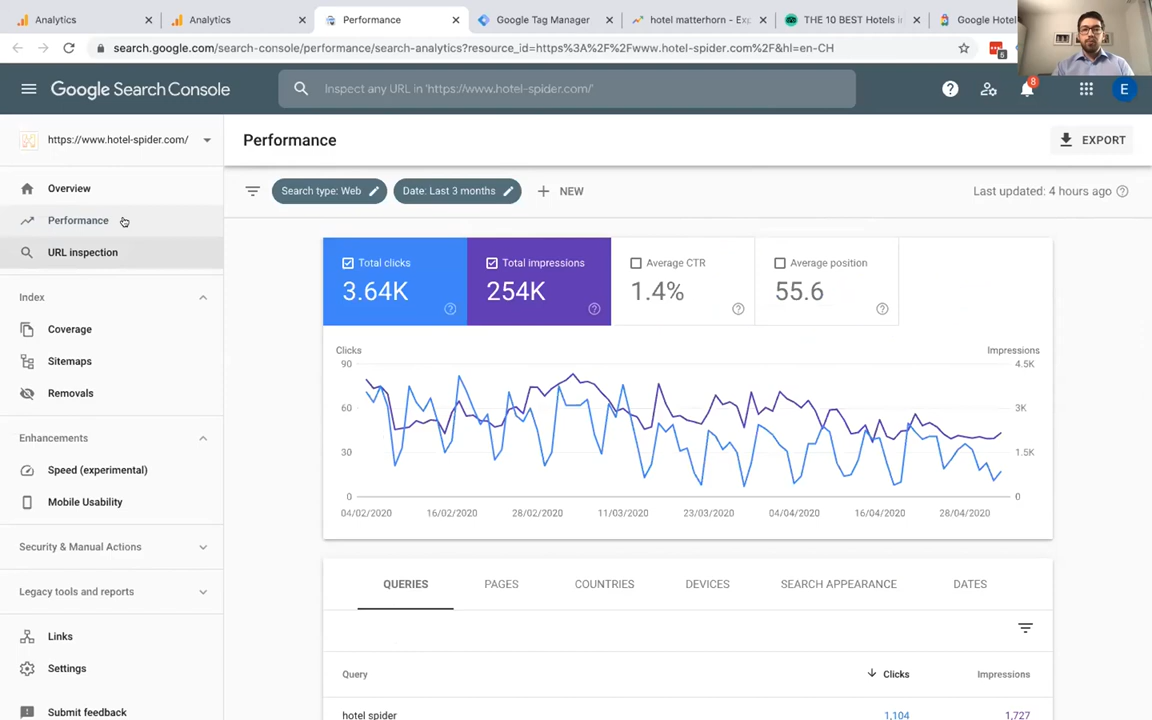 Analytics
Analytics
Performance
Google Tag Manager
hotel matterhorn - Exp
THE 10 BEST Hotels in
Google Hotel
search.google.com/search-console/performance/search-analytics?resource_id=https%3A%2F%2Fwww.hotel-spider.com%2F&hl=en-CH
6
Google Search Console
Inspect any URL in 'https://www.hotel-spider.com/'
8
E
https://www.hotel-spider.com/
Performance
EXPORT
Overview
Performance
URL inspection
Index
Coverage
Sitemaps
Removals
Enhancements
Speed (experimental)
Mobile Usability
Security & Manual Actions
Legacy tools and reports
Links
Settings
Submit feedback
Search type: Web
Date: Last 3 months
NEW
Last updated: 4 hours ago
Total clicks
3.64K
Total impressions
254K
Average CTR
1.4%
Average position
55.6
Clicks
Impressions
90
60
30
0
4.5K
3K
1.5K
0
04/02/2020 16/02/2020 28/02/2020 11/03/2020 23/03/2020 04/04/2020 16/04/2020 28/04/2020
QUERIES PAGES COUNTRIES DEVICES SEARCH APPEARANCE DATES
Query Clicks Impressions
hotel spider 1,104 1,727